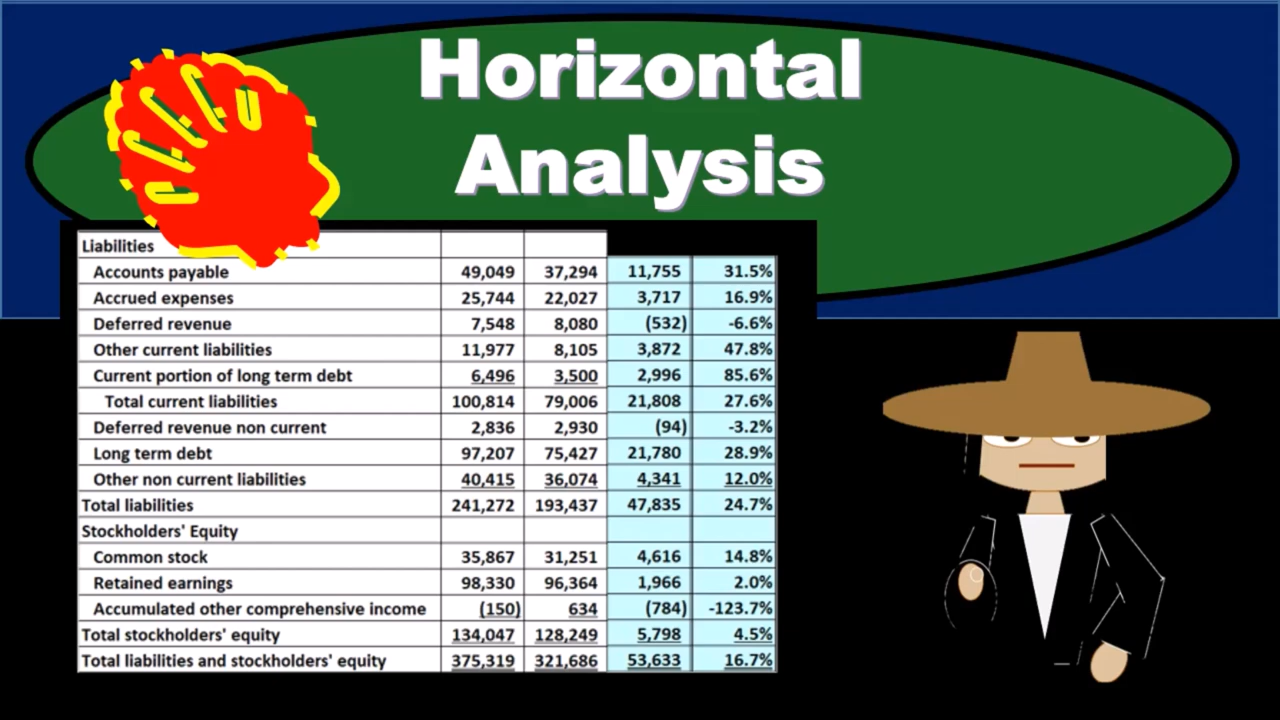 Horizontal
Analysis
Liabilities
Accounts payable 49,049 37,294 11,755 31.5%
Accrued expenses 25,744 22,027 3,717 16.9%
Deferred revenue 7,548 8,080 (532) -6.6%
Other current liabilities 11,977 8,105 3,872 47.8%
Current portion of long term debt 6,496 3,500 2,996 85.6%
Total current liabilities 100,814 79,006 21,808 27.6%
Deferred revenue non current 2,836 2,930 (94) -3.2%
Long term debt 97,207 75,427 21,780 28.9%
Other non current liabilities 40,415 36,074 4,341 12.0%
Total liabilities 241,272 193,437 47,835 24.7%
Stockholders' Equity
Common stock 35,867 31,251 4,616 14.8%
Retained earnings 98,330 96,364 1,966 2.0%
Accumulated other comprehensive income (150) 634 (784) -123.7%
Total stockholders' equity 134,047 128,249 5,798 4.5%
Total liabilities and stockholders' equity 375,319 321,686 53,633 16.7%